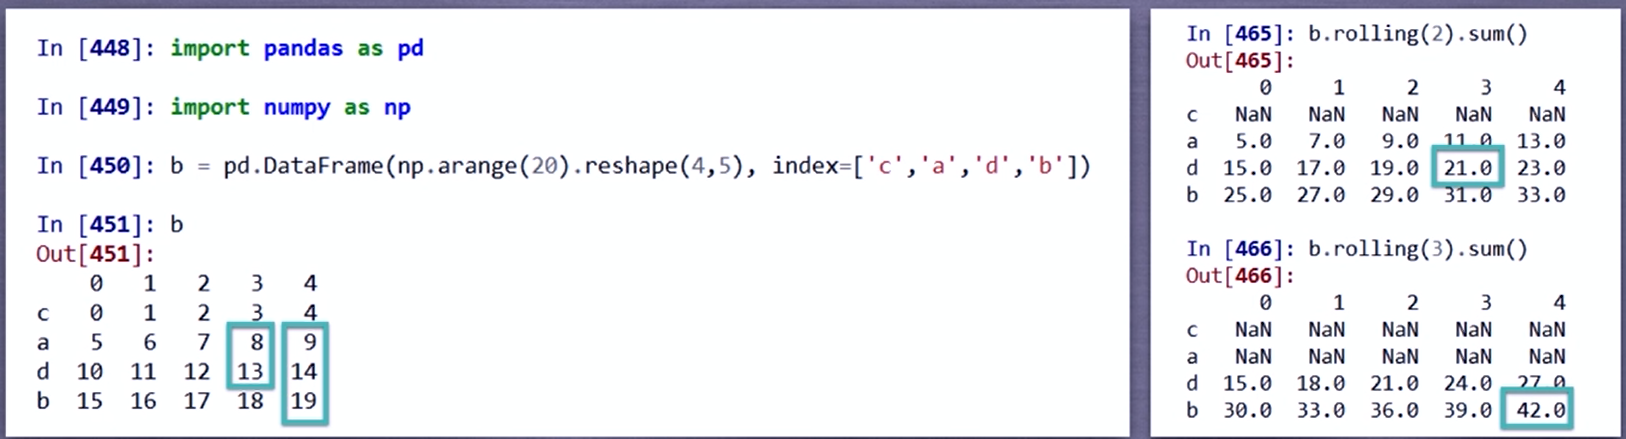 In [448]: import pandas as pd
In [449]: import numpy as np
In [450]: b = pd.DataFrame(np.arange(20).reshape(4,5), index=['c','a','d','b'])
In [451]: b
Out[451]:
0 1 2 3 4
c 0 1 2 3 4
a 5 6 7 8 9
d 10 11 12 13 14
b 15 16 17 18 19
In [465]: b.rolling(2).sum()
Out[465]:
0 1 2 3 4
c NaN NaN NaN NaN NaN
a 5.0 7.0 9.0 11.0 13.0
d 15.0 17.0 19.0 21.0 23.0
b 25.0 27.0 29.0 31.0 33.0
In [466]: b.rolling(3).sum()
Out[466]:
0 1 2 3 4
c NaN NaN NaN NaN NaN
a NaN NaN NaN NaN NaN
d 15.0 18.0 21.0 24.0 27.0
b 30.0 33.0 36.0 39.0 42.0